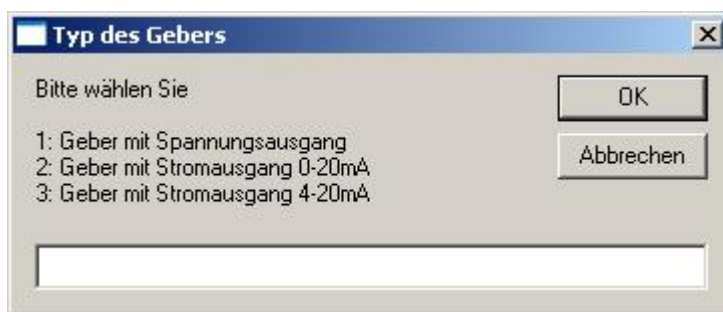 Typ des Gebers
Bitte wählen Sie
OK
1: Geber mit Spannungsausgang
2: Geber mit Stromausgang 0-20mA
3: Geber mit Stromausgang 4-20mA
Abbrechen